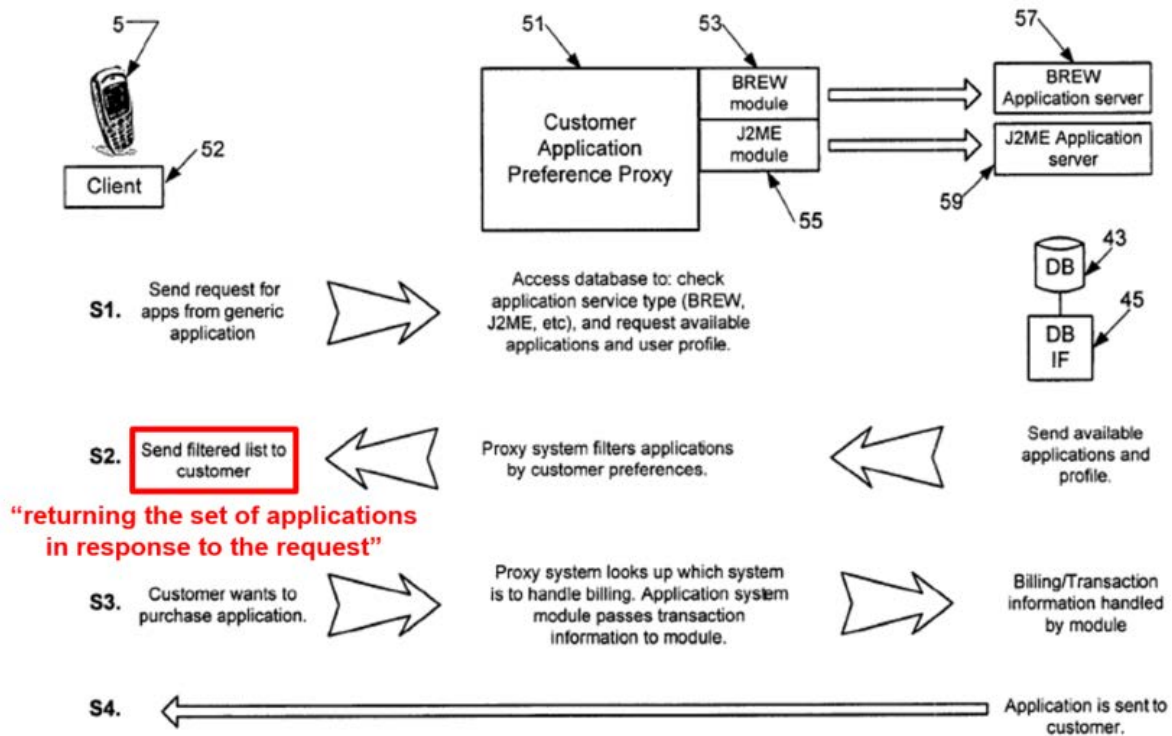 5
52
Client
51
Customer
Application
Preference Proxy
53
BREW
module
J2ME
module
55
57
BREW
Application server
J2ME Application
server
59
43
DB
45
DB
IF
S1.
Send request for
apps from generic
application
Access database to: check
application service type (BREW,
J2ME, etc), and request available
applications and user profile.
S2.
Send filtered list to
customer
Proxy system filters applications
by customer preferences.
Send available
applications and
profile.
“returning the set of applications
in response to the request”
S3.
Customer wants to
purchase application.
Proxy system looks up which system
is to handle billing. Application system
module passes transaction
information to module.
Billing/Transaction
information handled
by module
S4.
Application is sent to
customer.